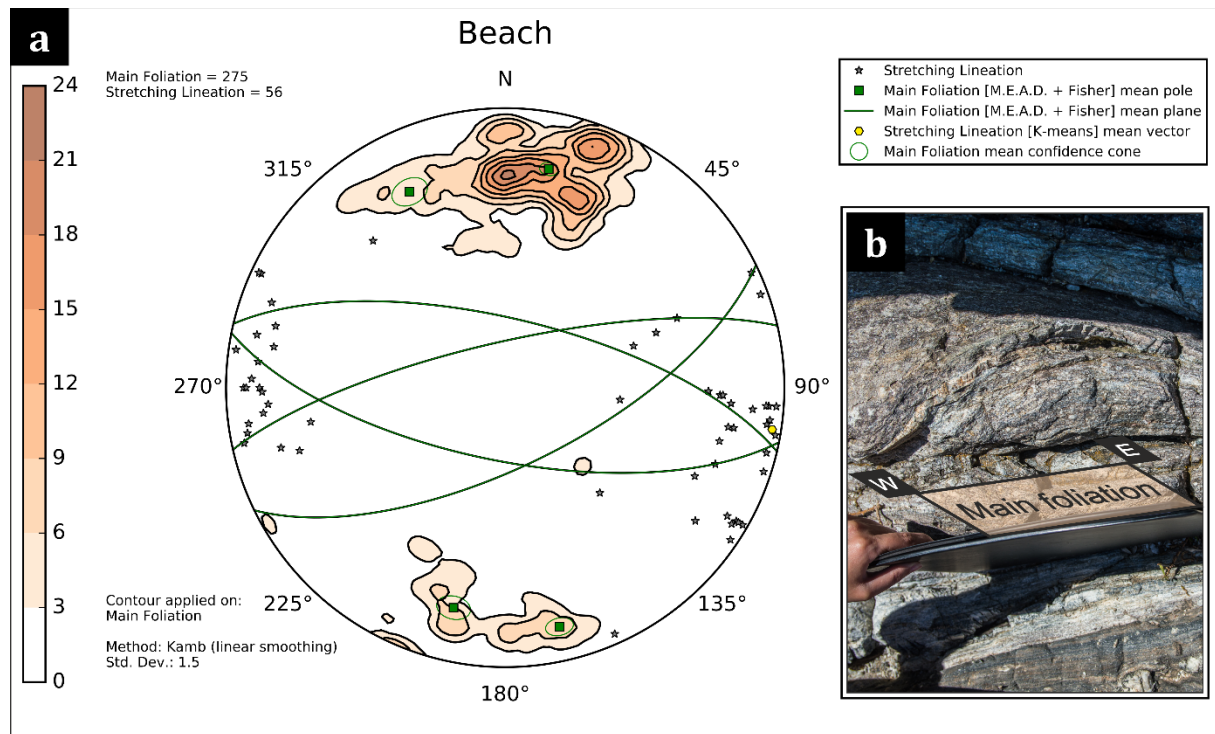 a
Beach
Main Foliation = 275
Stretching Lineation = 56
N
45°
90°
135°
180°
225°
270°
315°
24
21
18
15
12
9
6
3
0
Contour applied on:
Main Foliation
Method: Kamb (linear smoothing)
Std. Dev.: 1.5
Stretching Lineation
Main Foliation [M.E.A.D. + Fisher] mean pole
Main Foliation [M.E.A.D. + Fisher] mean plane
Stretching Lineation [K-means] mean vector
Main Foliation mean confidence cone
b
W
E
Main foliation